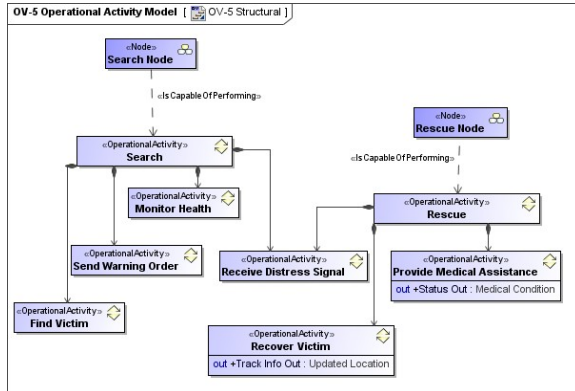 OV-5 Operational Activity Model [ OV-5 Structural ]
«Node»
Search Node
«Is Capable Of Performing»
«Node»
Rescue Node
«OperationalActivity»
Search
«Is Capable Of Performing»
«OperationalActivity»
Monitor Health
«OperationalActivity»
Rescue
«OperationalActivity»
Send Warning Order
«OperationalActivity»
Receive Distress Signal
«OperationalActivity»
Provide Medical Assistance
out +Status Out : Medical Condition
«OperationalActivity»
Find Victim
«OperationalActivity»
Recover Victim
out +Track Info Out : Updated Location